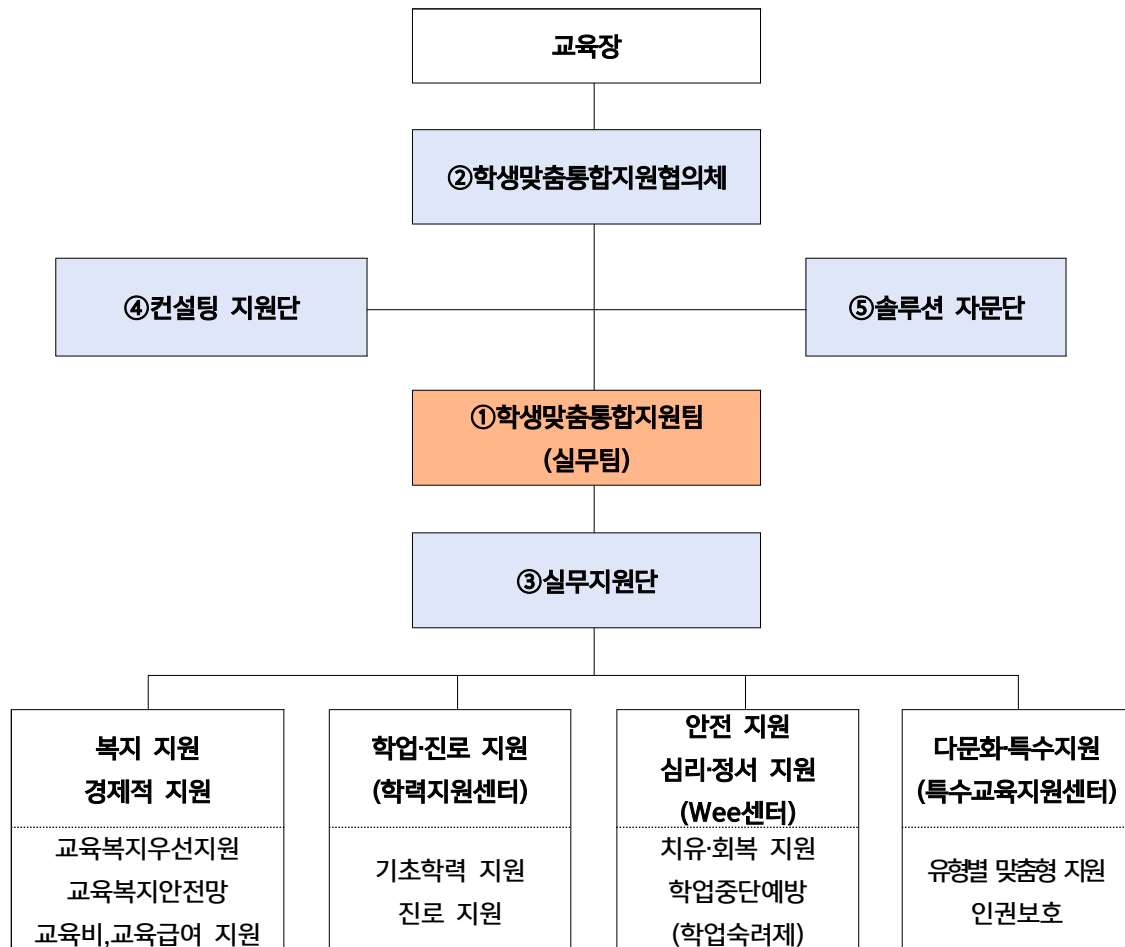 교육장
②학생맞춤통합지원협의체
④컨설팅 지원단
⑤솔루션 자문단
①학생맞춤통합지원팀
(실무팀)
③실무지원단
복지 지원
경제적 지원
교육복지우선지원
교육복지안전망
교육비,교육급여 지원
학업·진로 지원
(학력지원센터)
기초학력 지원
진로 지원
안전 지원
심리·정서 지원
(Wee센터)
치유·회복 지원
학업중단예방
(학업숙려제)
다문화·특수지원
(특수교육지원센터)
유형별 맞춤형 지원
인권보호